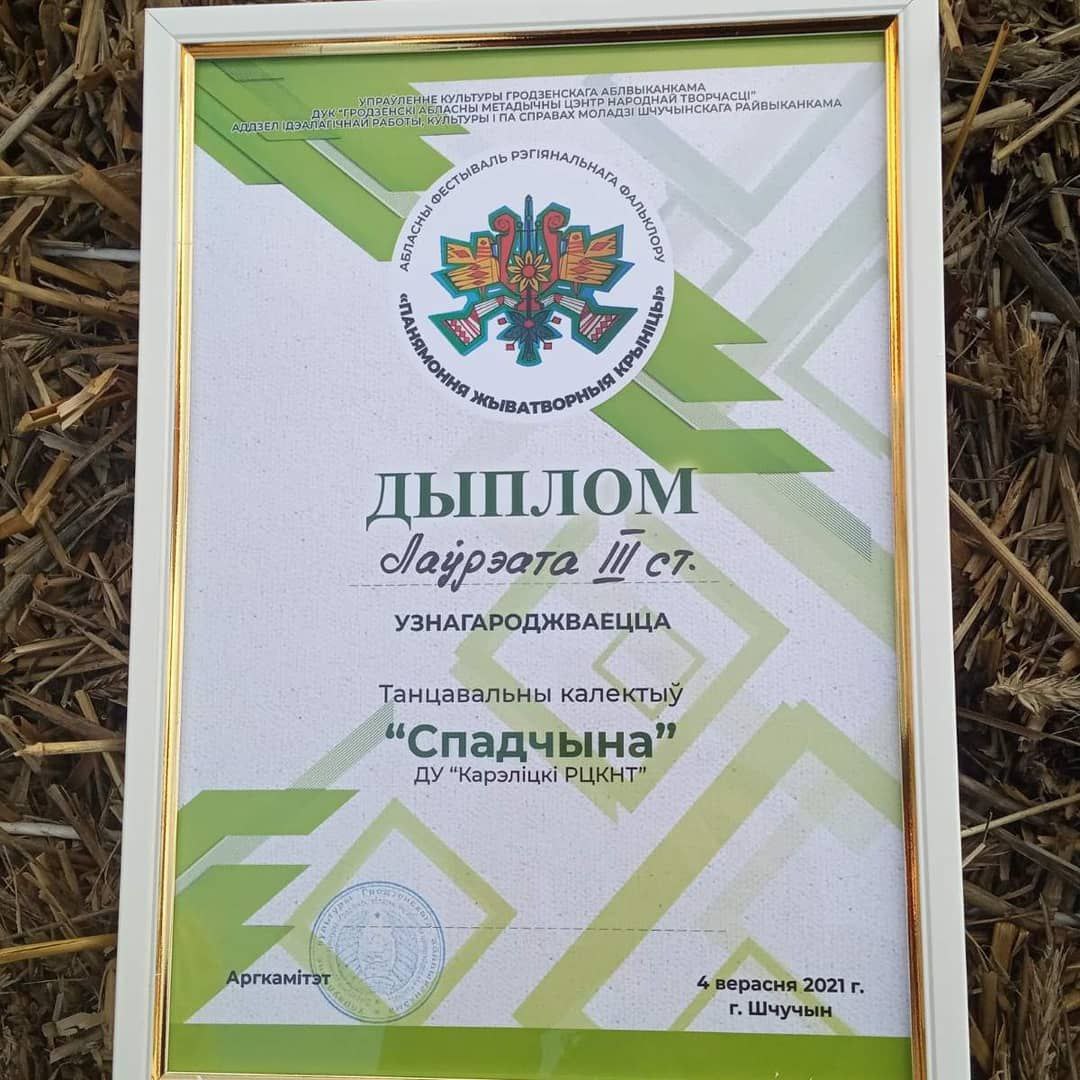 УПРАЎЛЕННЕ КУЛЬТУРЫ ГРОДЗЕНСКАГА АБЛВЫКАНКАМА
ДУК "ГРОДЗЕНСКІ АБЛАСНЫ МЕТАДЫЧНЫ ЦЭНТР НАРОДНАЙ ТВОРЧАСЦІ"
АДДЗЕЛ ІДЭАЛАГІЧНАЙ РАБОТЫ, КУЛЬТУРЫ І ПА СПРАВАХ МОЛАДЗІ ШЧУЧЫНСКАГА РАЙВЫКАНКАМА
АБЛАСНЫ ФЕСТЫВАЛЬ РЭГІЯНАЛЬНАГА ФАЛЬКЛОРУ
«ПАНЯМОННЯ ЖЫВАТВОРНЫЯ КРЫНІЦЫ»
ДЫПЛОМ
Лаўрэата III ст.
УЗНАГАРОДЖВАЕЦЦА
Танцавальны калектыў
“Спадчына”
ДУ “Карэліцкі РЦКНТ”
культуры Гродзенскага
Аргкамітэт
4 верасня 2021 г.
г. Шчучын